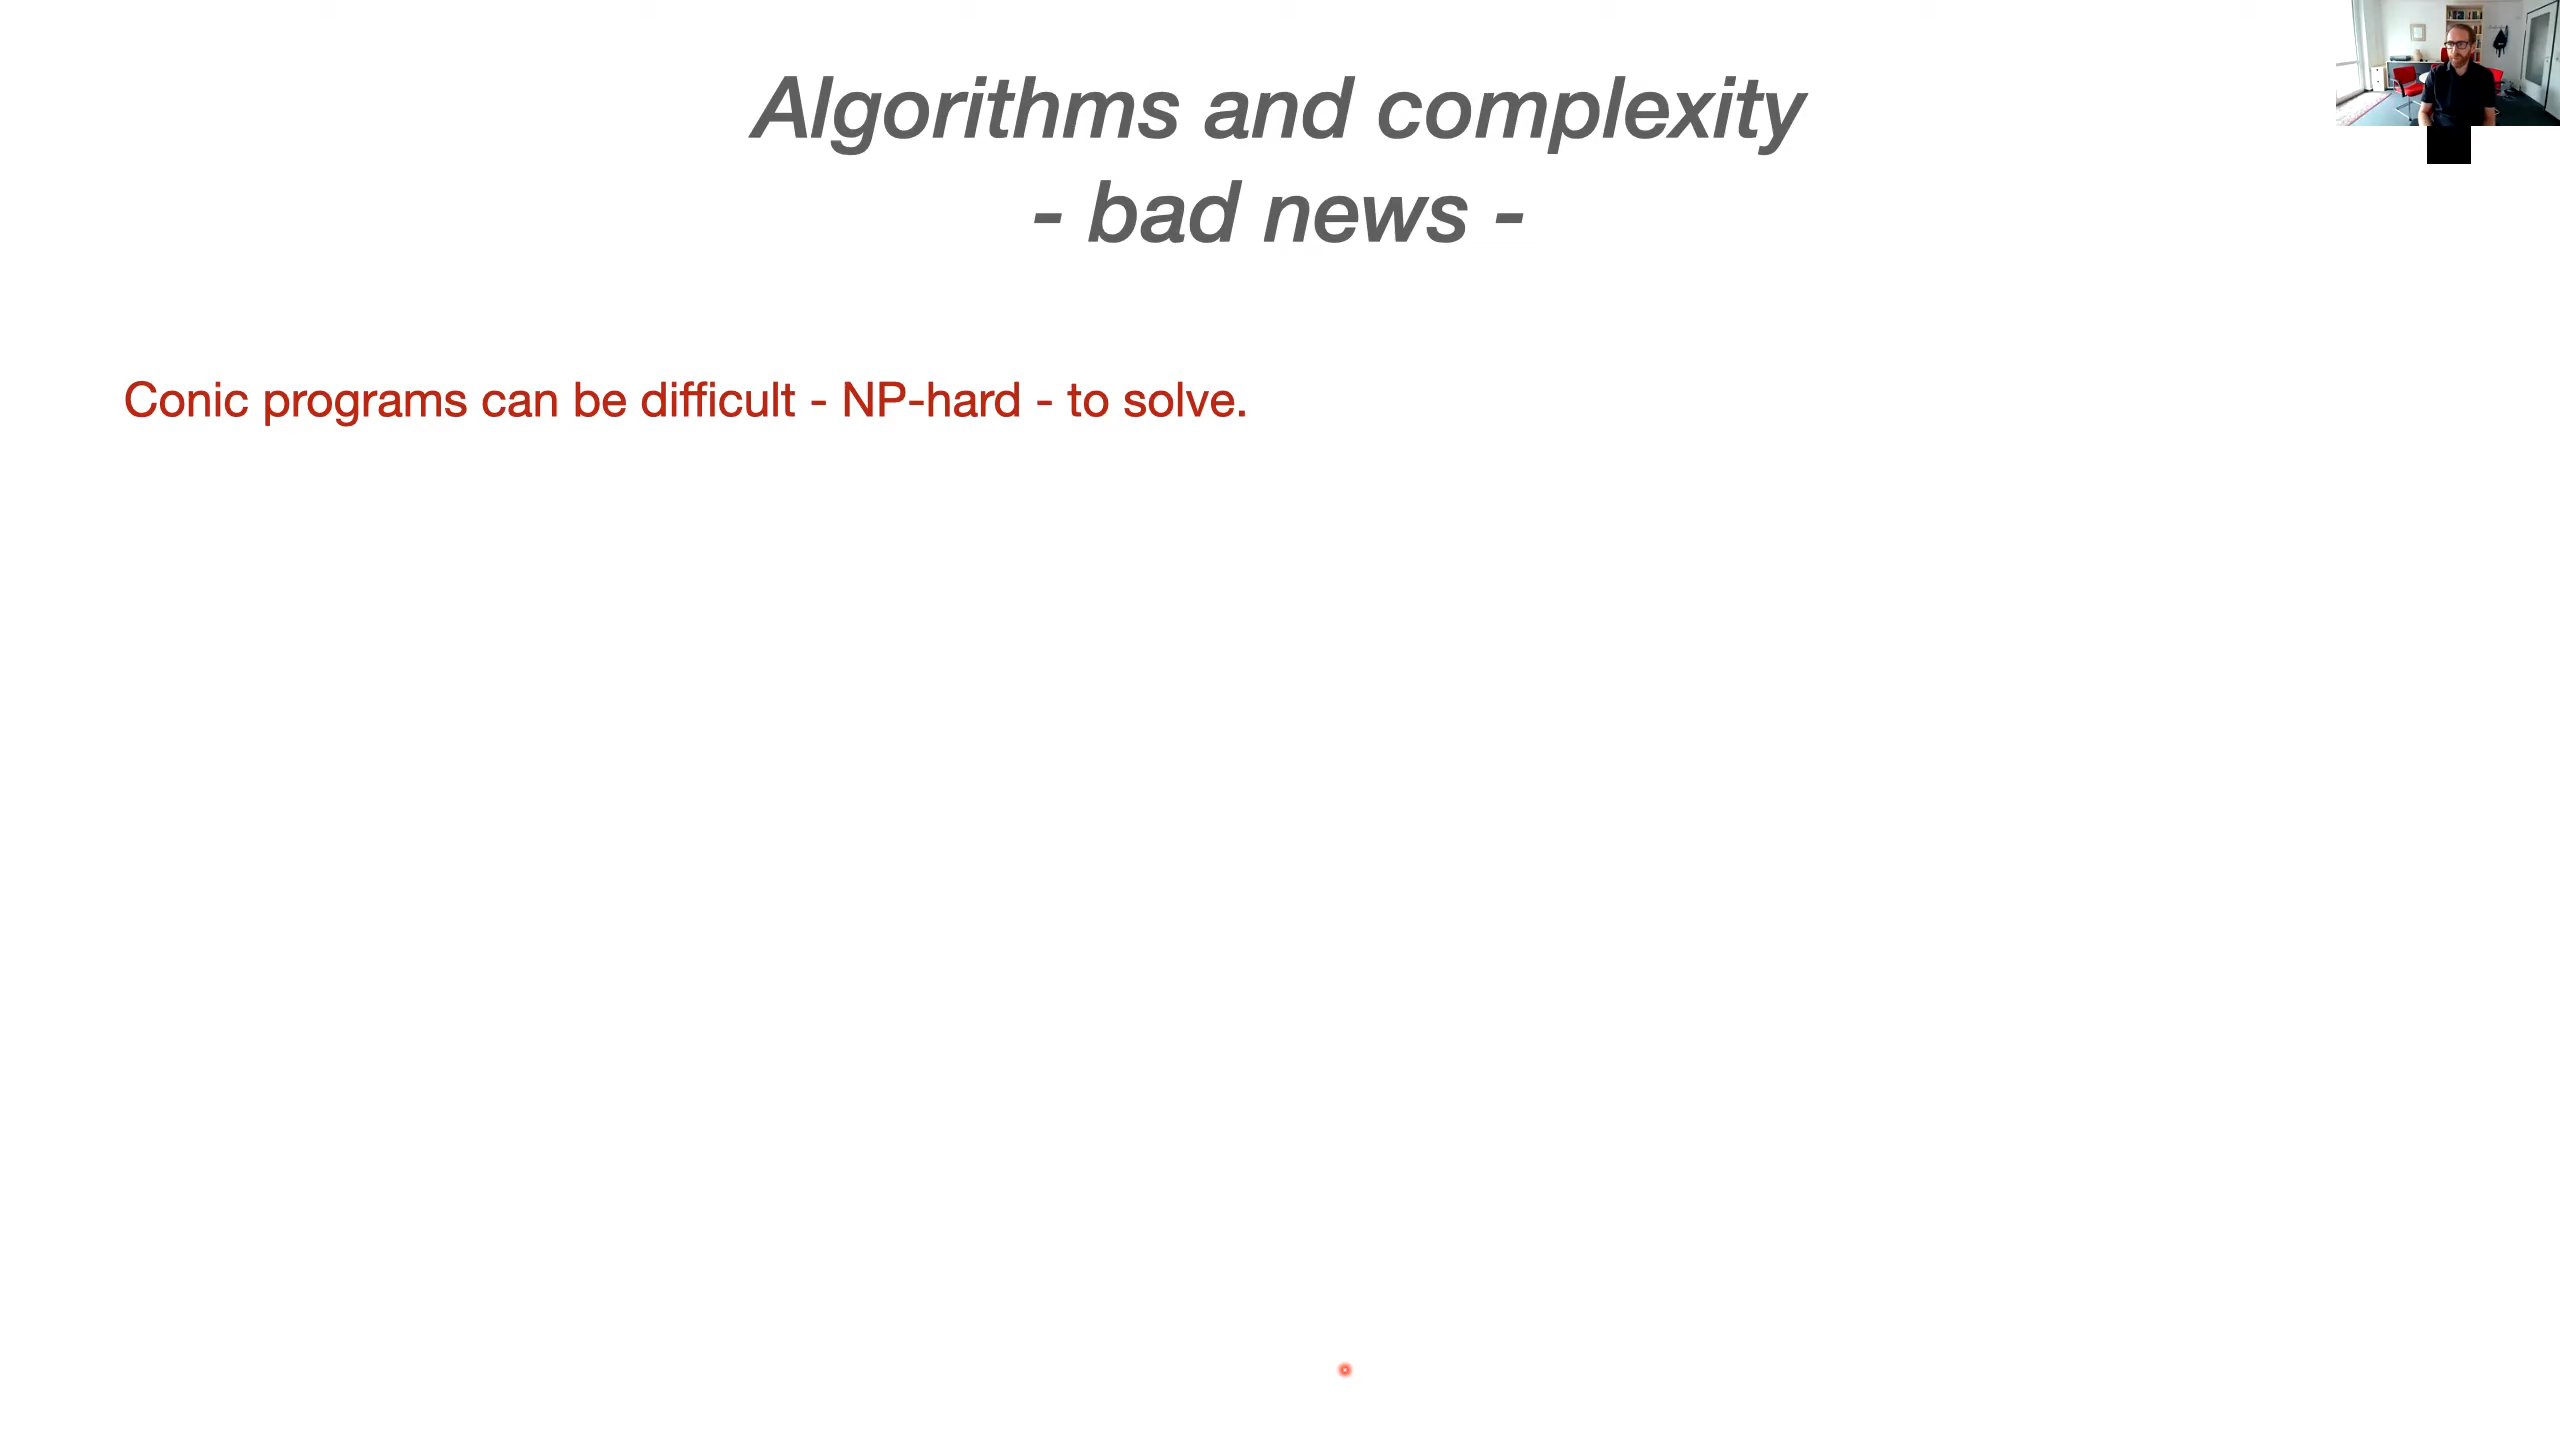 Algorithms and complexity
- bad news -
Conic programs can be difficult - NP-hard - to solve.